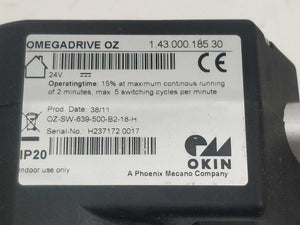 OMEGADRIVE OZ 1.43.000.185.30
24V
Operatingtime: 15% at maximum continous running
of 2 minutes, max. 5 switching cycles per minute
Prod. Date: 38/11
OZ-SW-639-500-B2-18-H
Serial-No.: H237172 0017
IP20
OKIN
Indoor use only
A Phoenix Mecano Company